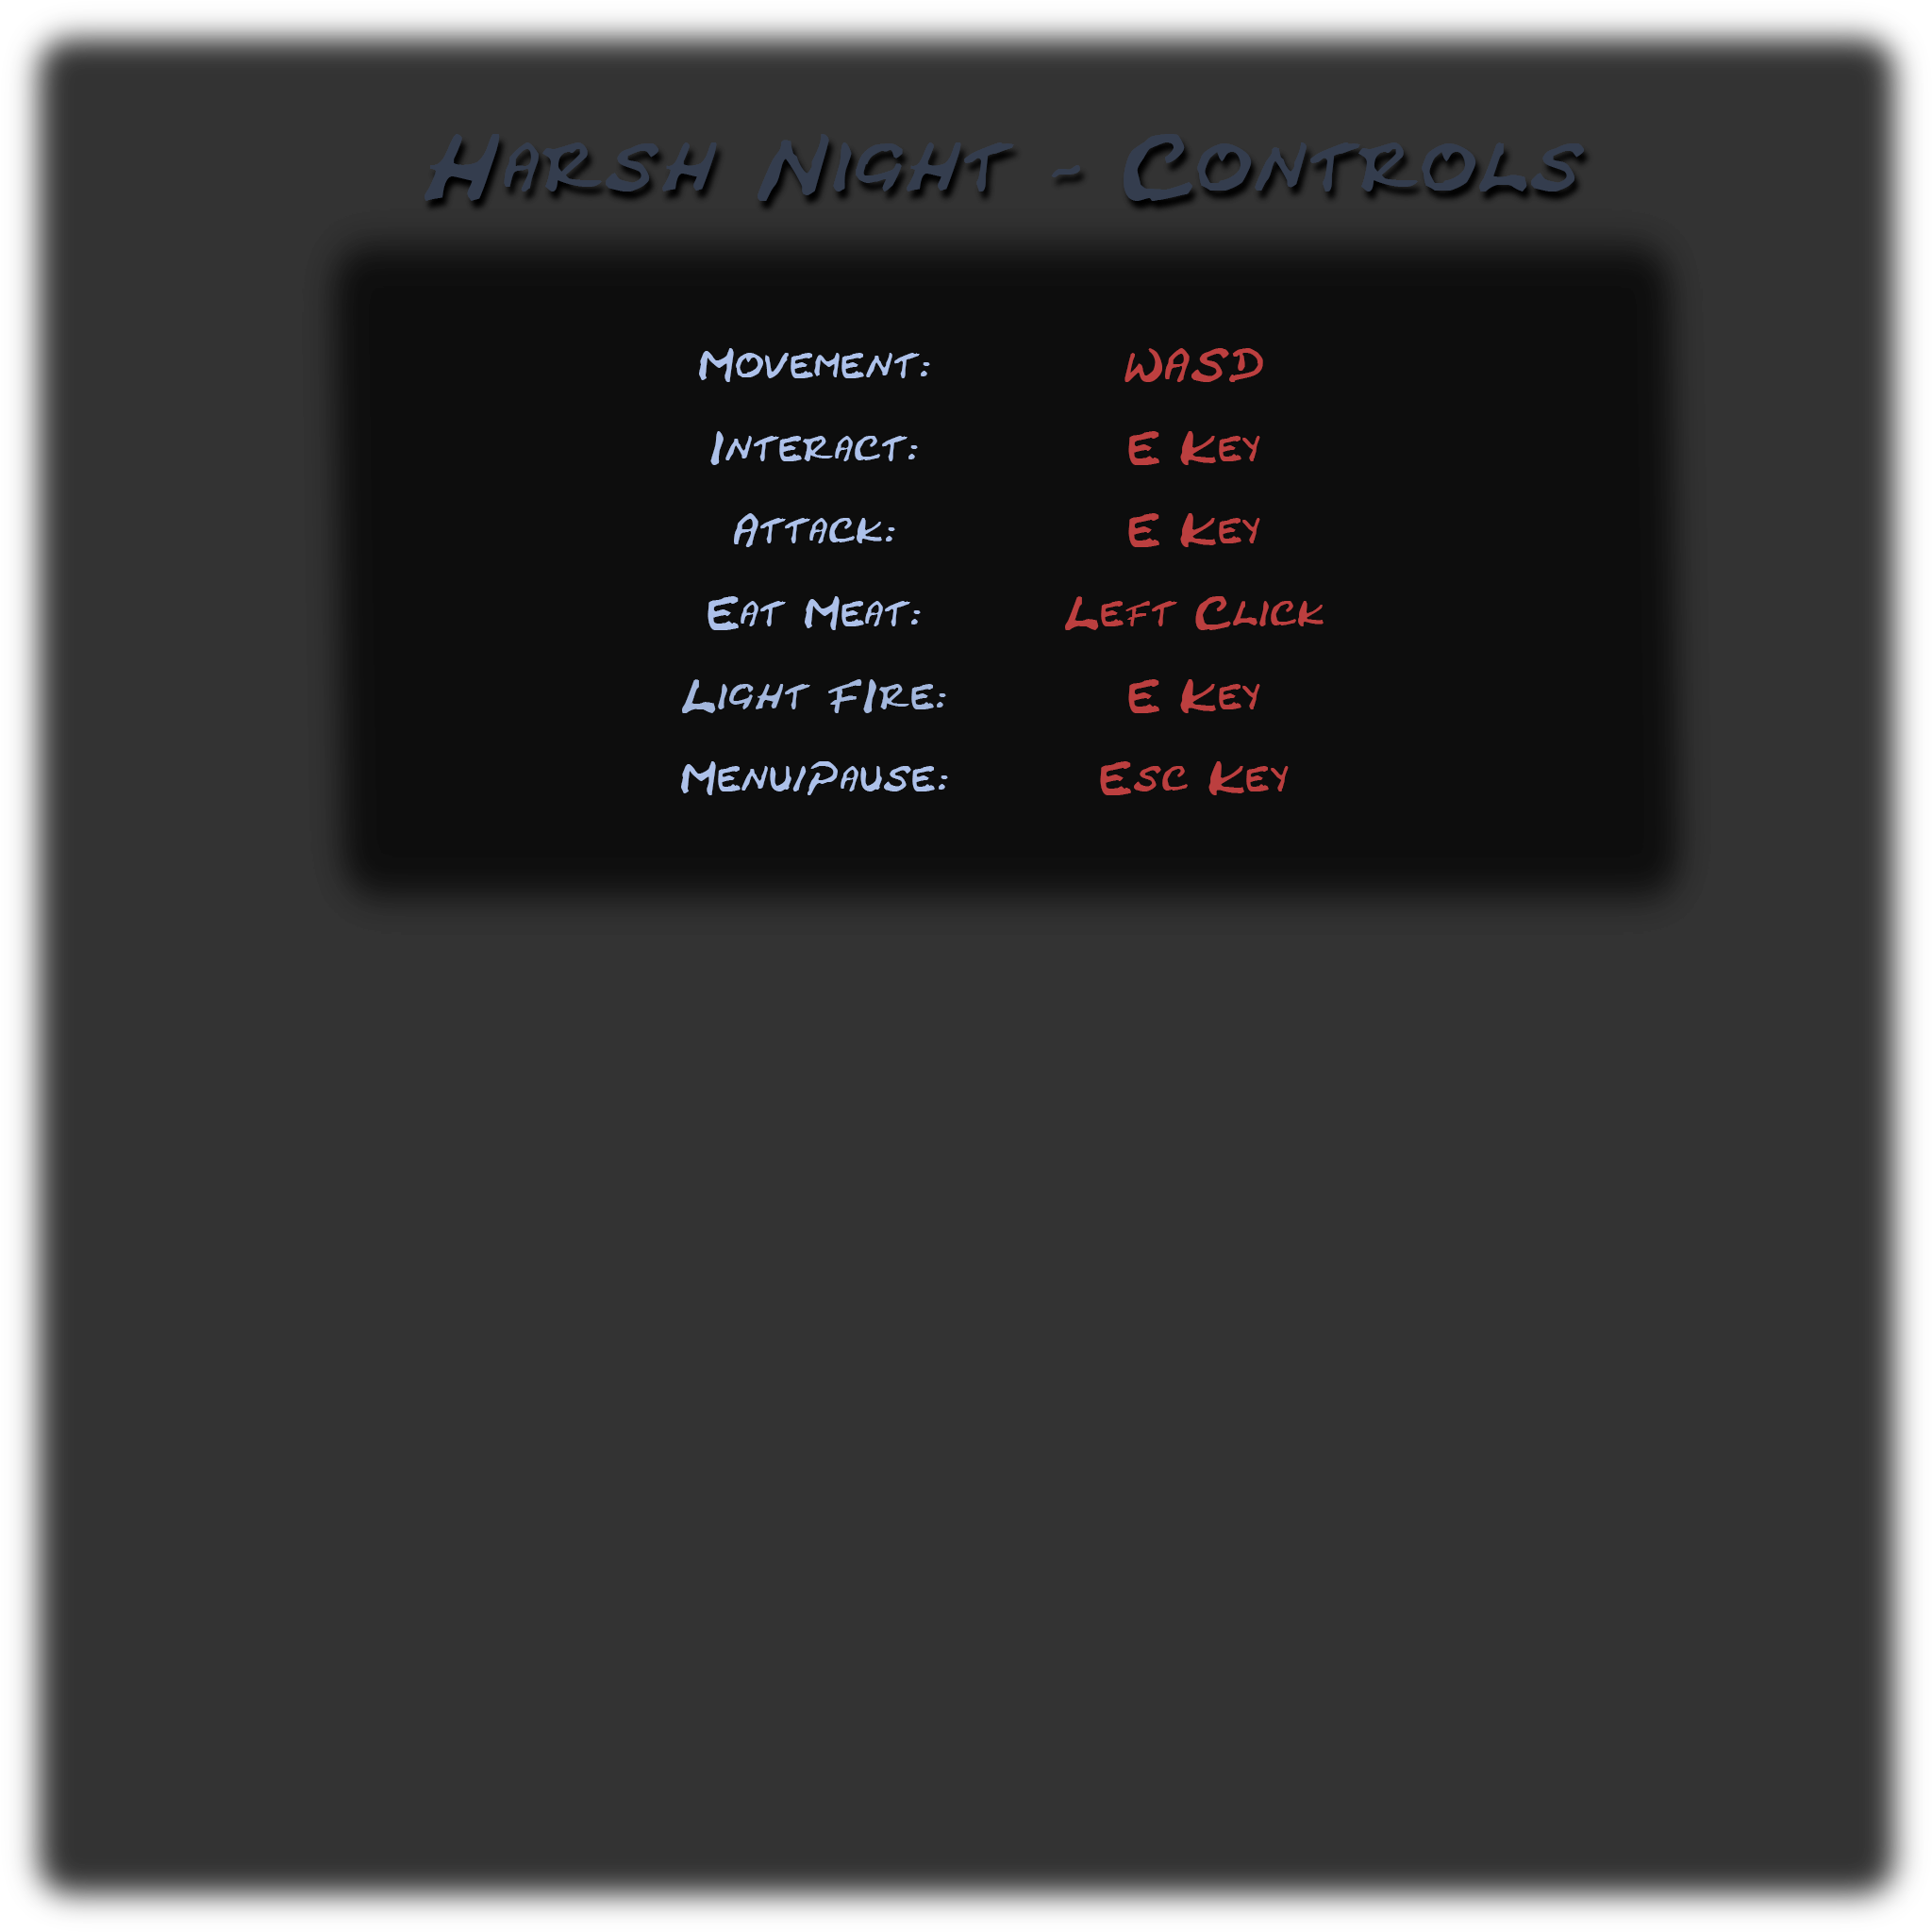 Harsh Night - Controls
Movement: WASD
Interact: E Key
Attack: E Key
Eat Meat: Left Click
Light FIre: E Key
Menu/Pause: Esc Key